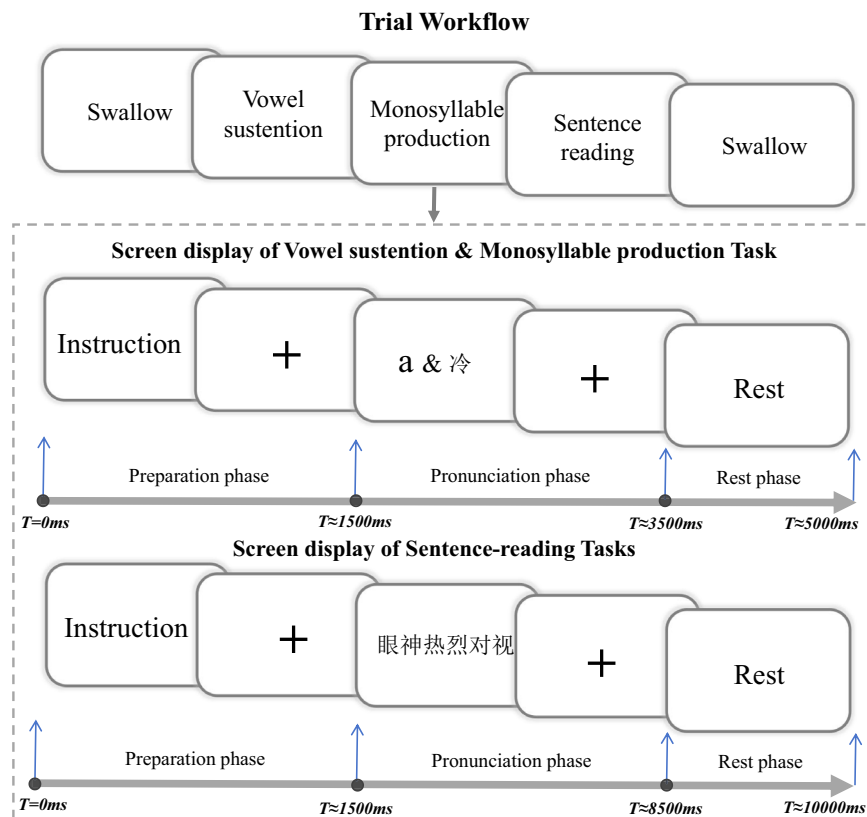 Trial Workflow
Swallow
Vowel
sustention
Monosyllable
production
Sentence
reading
Swallow
Screen display of Vowel sustention & Monosyllable production Task
Instruction
+
a & 冷
+
Rest
Preparation phase
Pronunciation phase
Rest phase
T=0ms
T≈1500ms
T≈3500ms
T≈5000ms
Screen display of Sentence-reading Tasks
Instruction
+
眼神热烈对视
+
Rest
Preparation phase
Pronunciation phase
Rest phase
T=0ms
T≈1500ms
T≈8500ms
T≈10000ms